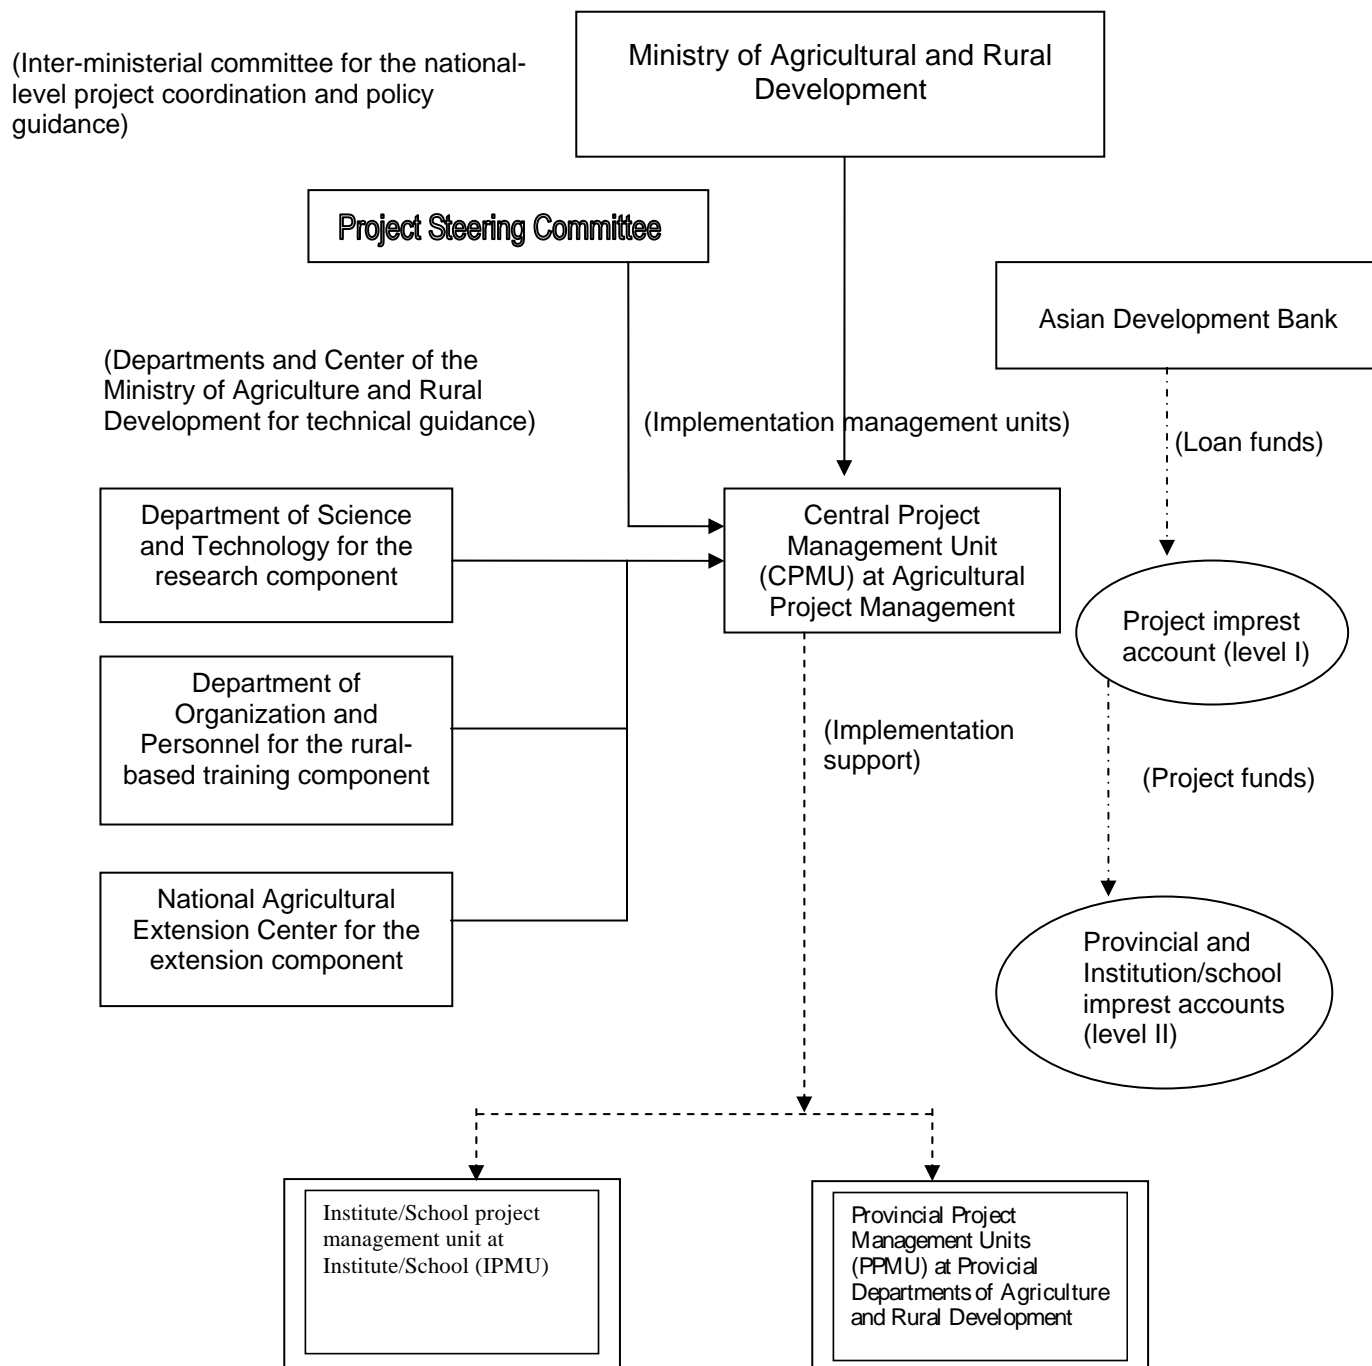 Ministry of Agricultural and Rural
Development
(Inter-ministerial committee for the national-
level project coordination and policy
guidance)
Project Steering Committee
Asian Development Bank
(Departments and Center of the
Ministry of Agriculture and Rural
Development for technical guidance)
(Implementation management units)
(Loan funds)
Department of Science
and Technology for the
research component
Central Project
Management Unit
(CPMU) at Agricultural
Project Management
Project imprest
account (level I)
Department of
Organization and
Personnel for the rural-
based training component
(Implementation
support)
(Project funds)
National Agricultural
Extension Center for the
extension component
Provincial and
Institution/school
imprest accounts
(level II)
Institute/School project
management unit at
Institute/School (IPMU)
Provincial Project
Management Units
(PPMU) at Provicial
Departments of Agriculture
and Rural Development